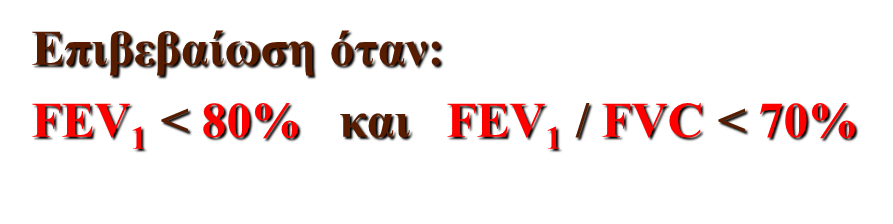 Επιβεβαίωση όταν:
FEV₁ < 80% και FEV₁ / FVC < 70%